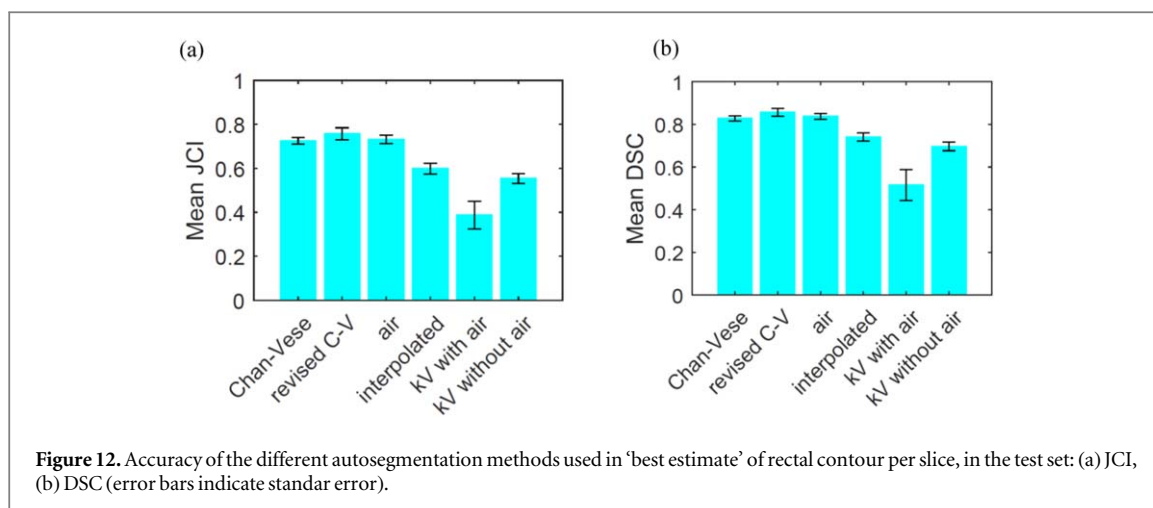 (a)
1
0.8
0.6
0.4
0.2
0
Mean JCI
Chan-Vese
revised C-V
air
interpolated
kV with air
kV without air
(b)
1
0.8
0.6
0.4
0.2
0
Mean DSC
Chan-Vese
revised C-V
air
interpolated
kV with air
kV without air
Figure 12. Accuracy of the different autosegmentation methods used in ‘best estimate’ of rectal contour per slice, in the test set: (a) JCI,
(b) DSC (error bars indicate standar error).